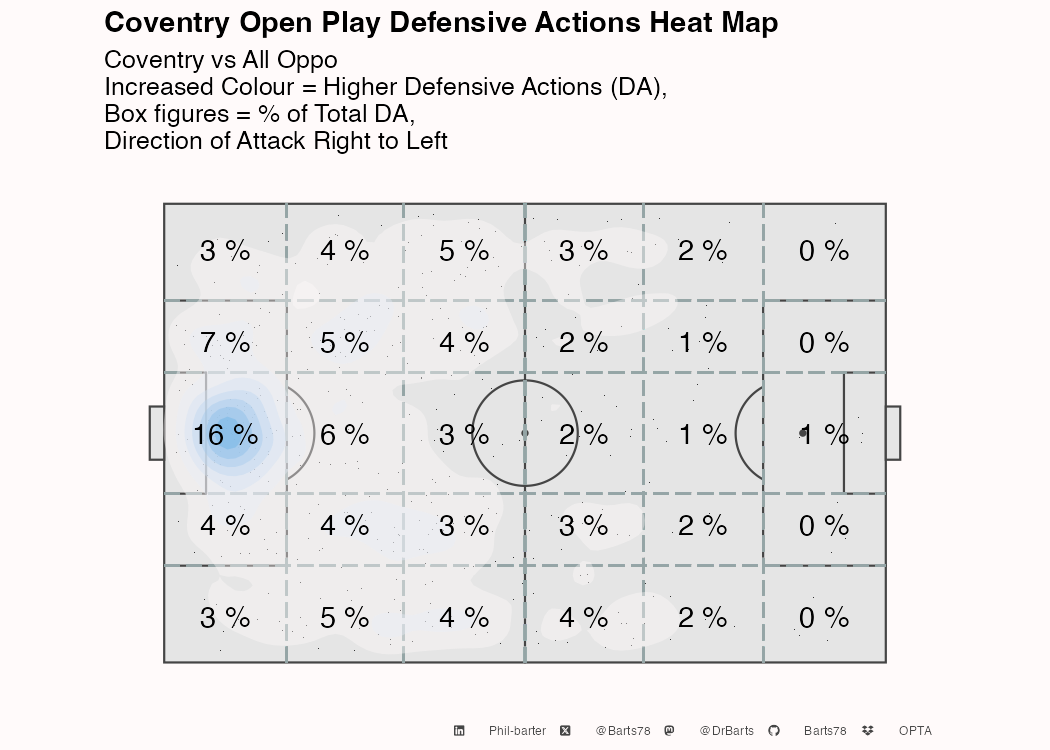 Coventry Open Play Defensive Actions Heat Map
Coventry vs All Oppo
Increased Colour = Higher Defensive Actions (DA),
Box figures = % of Total DA,
Direction of Attack Right to Left
3 % 4 % 5 % 3 % 2 % 0 %
7 % 5 % 4 % 2 % 1 % 0 %
16 % 6 % 3 % 2 % 1 % 1 %
4 % 4 % 3 % 3 % 2 % 0 %
3 % 5 % 4 % 4 % 2 % 0 %
Phil-barter @Barts78 @DrBarts Barts78 OPTA